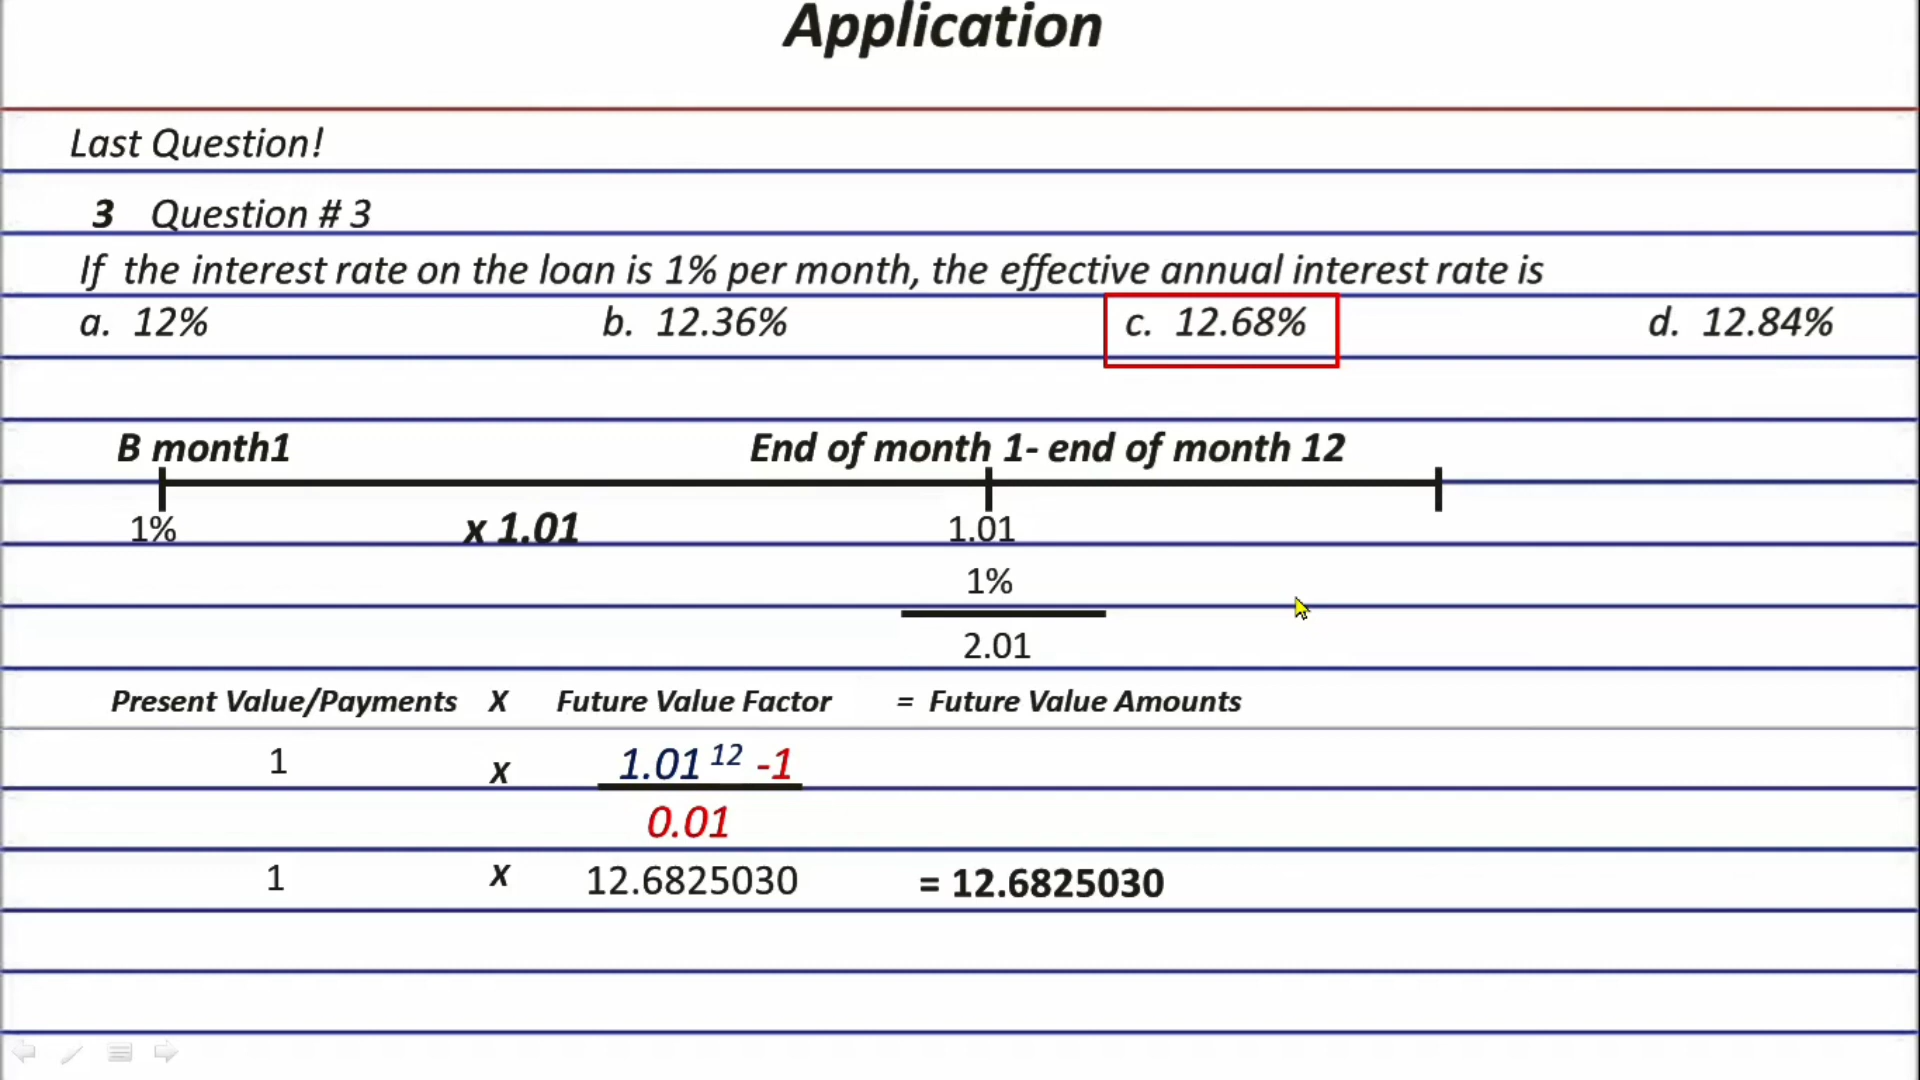 Application
Last Question!
3 Question # 3
If the interest rate on the loan is 1% per month, the effective annual interest rate is
a. 12% b. 12.36% c. 12.68% d. 12.84%
B month1 End of month 1- end of month 12
1% x 1.01 1.01
1%
2.01
Present Value/Payments X Future Value Factor = Future Value Amounts
1 X 1.01 12 -1
0.01
1 X 12.6825030 = 12.6825030